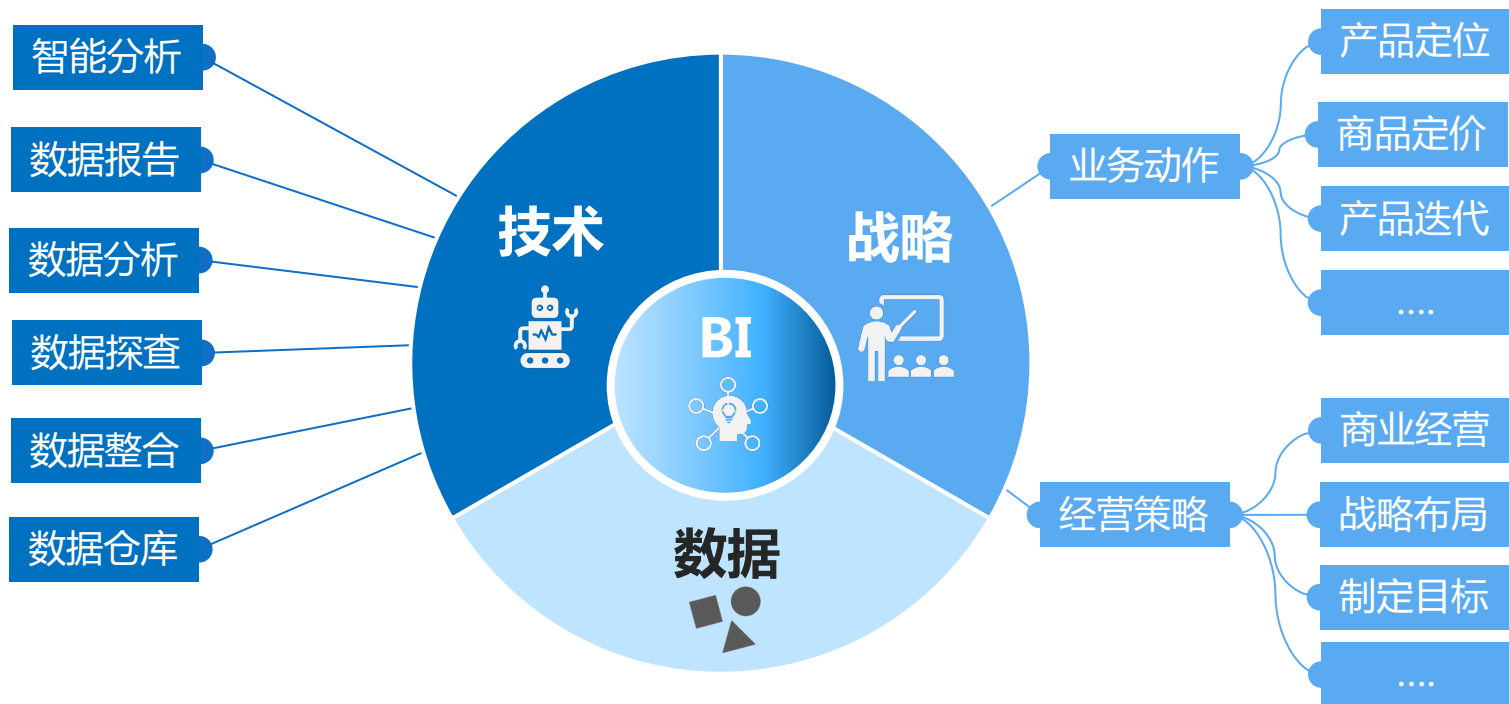 智能分析
数据报告
数据分析
数据探查
数据整合
数据仓库
技术
战略
BI
数据
业务动作
产品定位
商品定价
产品迭代
....
经营策略
商业经营
战略布局
制定目标
....